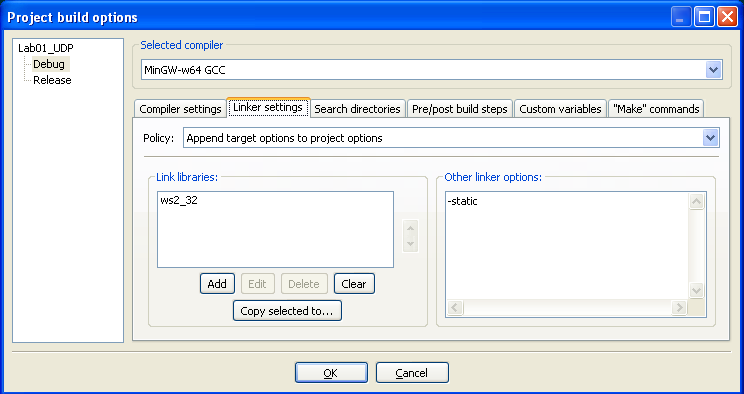 Project build options
Lab01_UDP
Debug
Release
Selected compiler
MinGW-w64 GCC
Compiler settings Linker settings Search directories Pre/post build steps Custom variables "Make" commands
Policy: Append target options to project options
Link libraries:
ws2_32
Add Edit Delete Clear
Copy selected to...
Other linker options:
-static
OK Cancel